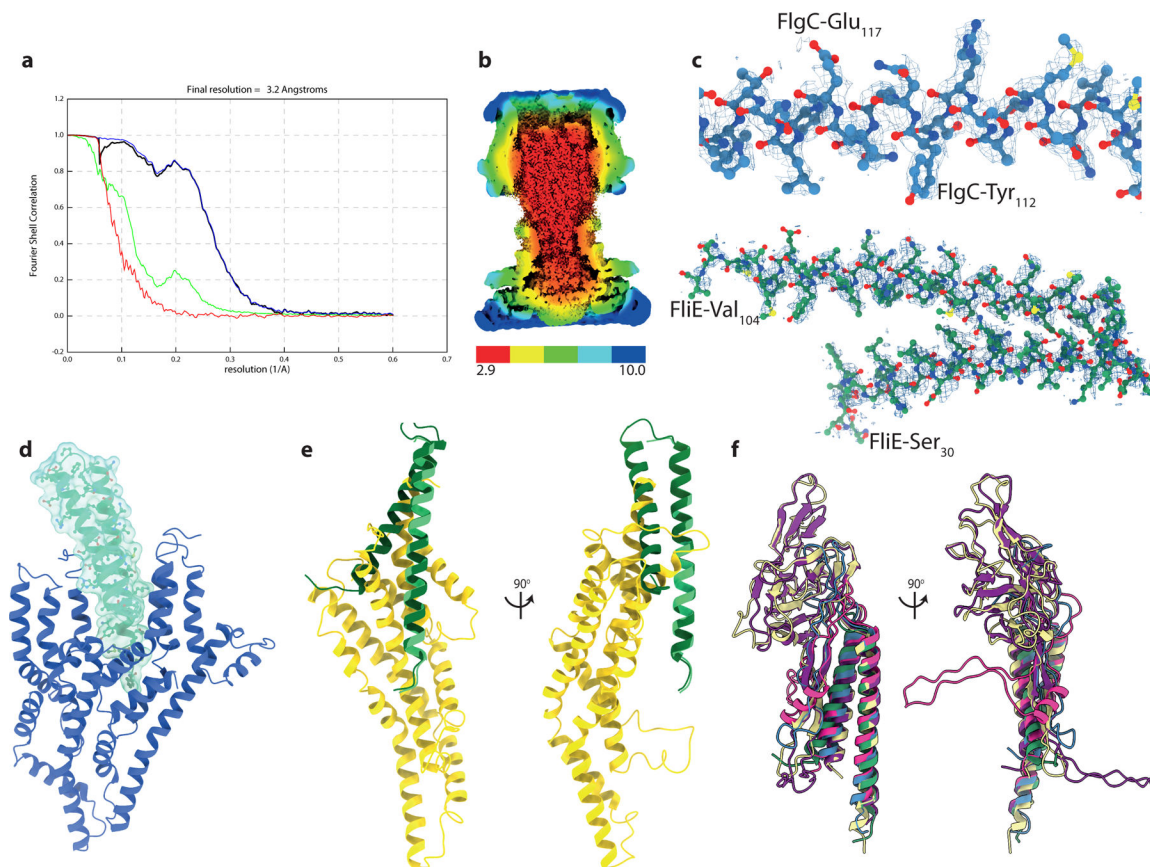 a
Final resolution = 3.2 Angstroms
Fourier Shell Correlation
1.2
1.0
0.8
0.6
0.4
0.2
0.0
-0.2
0.0 0.1 0.2 0.3 0.4 0.5 0.6 0.7
resolution (1/A)
b
2.9 10.0
c
FlgC-Glu117
FlgC-Tyr112
FliE-Val104
FliE-Ser30
d
e
90°
f
90°